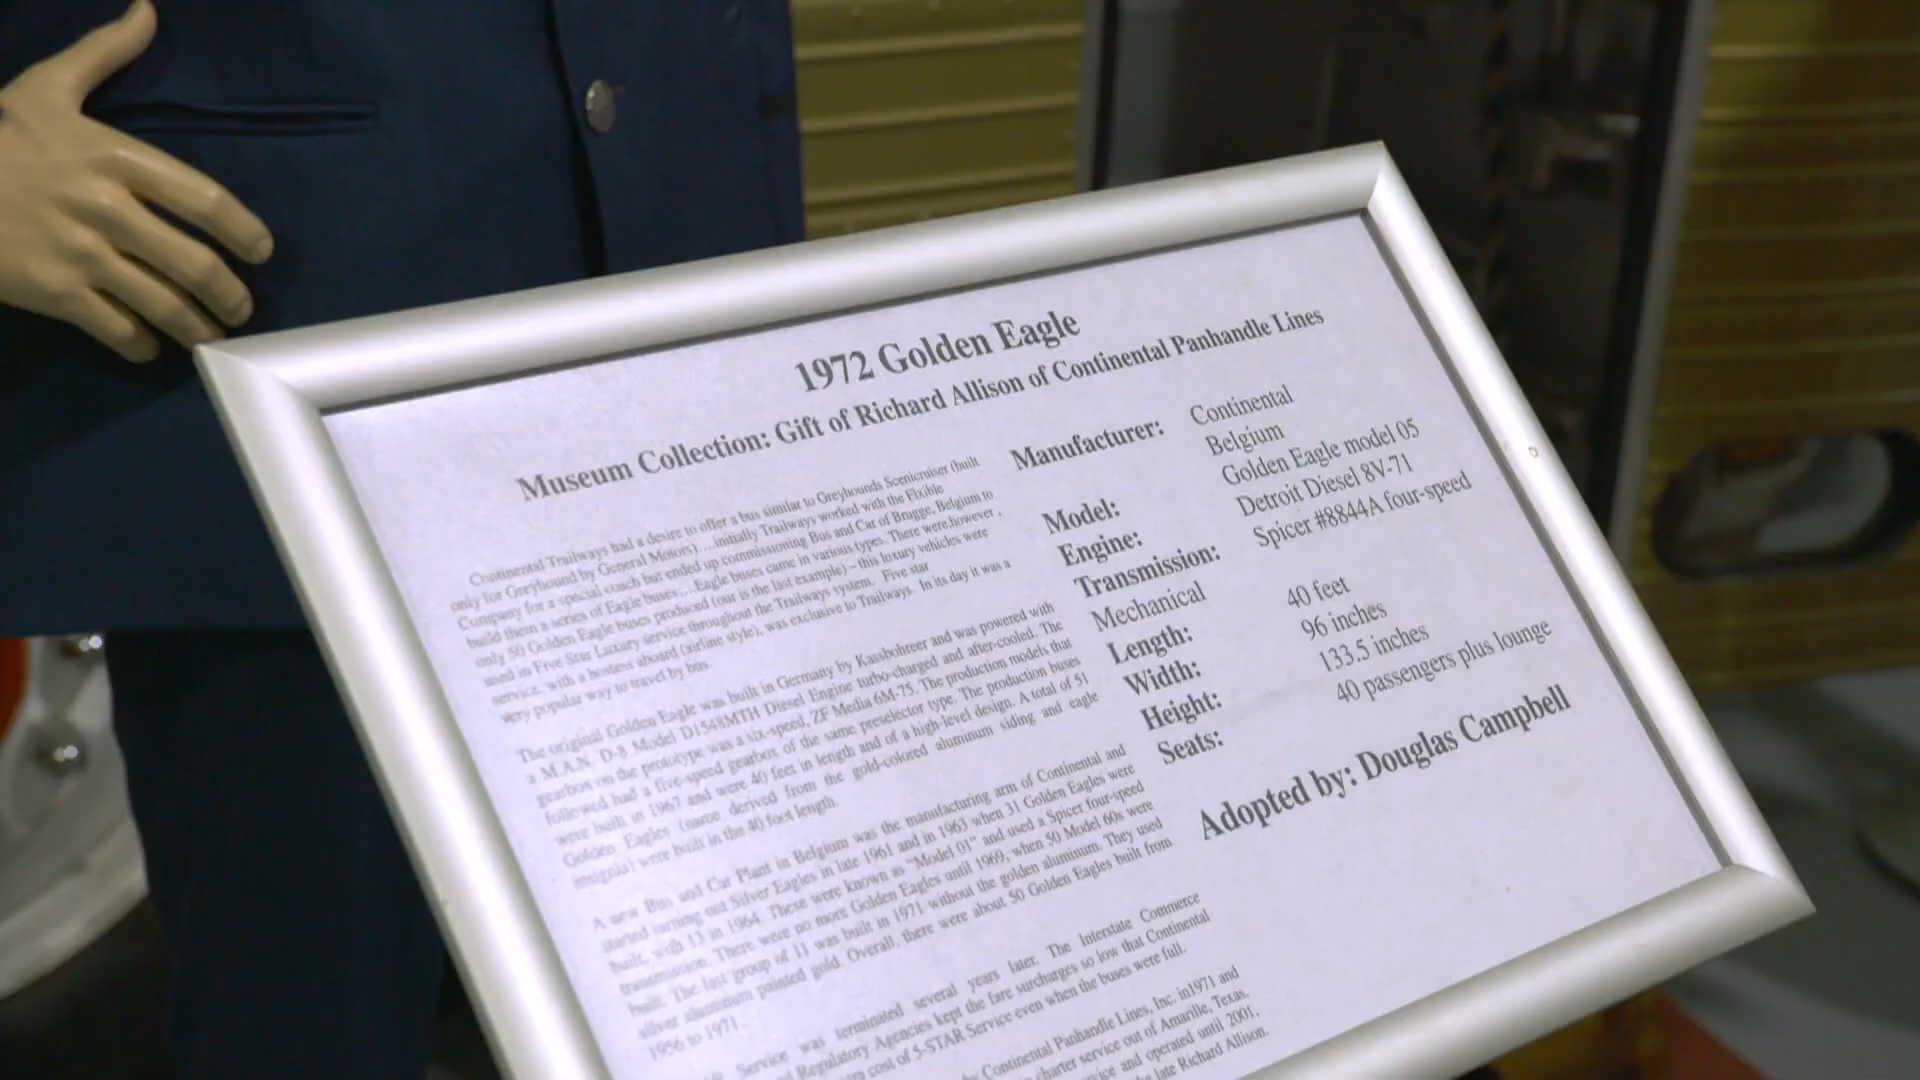 1972 Golden Eagle
Museum Collection: Gift of Richard Allison of Continental Panhandle Lines
Continental Trailways had a desire to offer a bus similar to Greyhounds Scenicruiser (built
only for Greyhound by General Motors)....initially Trailways worked with the Flxible
Company for a special coach but ended up commissioning Bus and Car of Brugge, Belgium to
build them a series of Eagle buses....Eagle buses came in various types. There were,however ,
only 50 Golden Eagle buses produced (our is the last example) – this luxury vehicles were
used in Five Star Luxury service throughout the Trailways system. Five star
service, with a hostess aboard (airline style), was exclusive to Trailways. In its day it was a
very popular way to travel by bus
The original Golden Eagle was built in Germany by Kassbohreer and was powered with
a M.A.N. D-8 Model D1548MTH Diesel Engine turbo-charged and after-cooled. The
gearbox on the prototype was a six-speed, ZF Media 6M-75. The production models that
followed had a five-speed gearbox of the same preselector type. The production buses
were built in 1967 and were 40 feet in length and of a high-level design. A total of 51
Golden Eagles (name derived from the gold-colored aluminum siding and eagle
insignia) were built in the 40 foot length.
A new Bus and Car Plant in Belgium was the manufacturing arm of Continental and
started turning out Silver Eagles in late 1961 and in 1963 when 31 Golden Eagles were
built, with 13 in 1964. These were known as "Model 01" and used a Spicer four-speed
transmission. There were no more Golden Eagles until 1969, when 50 Model 60s were
built. The last group of 11 was built in 1971 without the golden aluminum. They used
silver aluminum painted gold. Overall, there were about 50 Golden Eagles built from
1956 to 1971.
Service was terminated several years later. The Interstate Commerce
and Regulatory Agencies kept the fare surcharges so low that Continental
cost of 5-STAR Service even when the buses were full.
Continental Panhandle Lines, Inc. in1971 and
charter service out of Amarille, Texas.
and operated until 2001,
late Richard Allison.
Manufacturer: Continental
Belgium
Model: Golden Eagle model 05
Engine: Detroit Diesel 8V-71
Transmission: Spicer #8844A four-speed
Mechanical
Length: 40 feet
Width: 96 inches
Height: 133.5 inches
Seats: 40 passengers plus lounge
Adopted by: Douglas Campbell